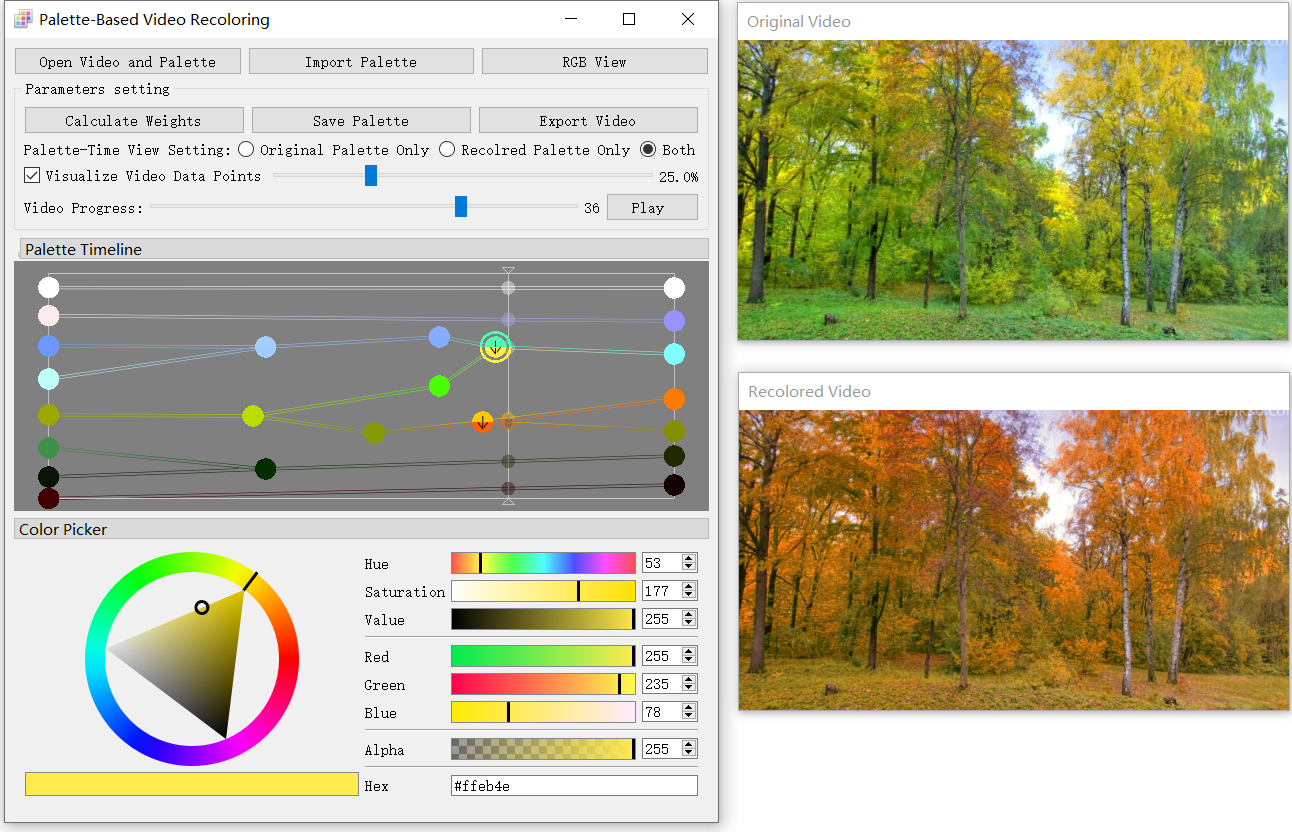 Palette-Based Video Recoloring
Open Video and Palette
Import Palette
RGB View
Parameters setting
Calculate Weights
Save Palette
Export Video
Palette-Time View Setting:
Original Palette Only
Recolred Palette Only
Both
Visualize Video Data Points
25.0%
Video Progress:
36
Play
Palette Timeline
Color Picker
Hue
53
Saturation
177
Value
255
Red
255
Green
235
Blue
78
Alpha
255
Hex
#ffeb4e
Original Video
Recolored Video